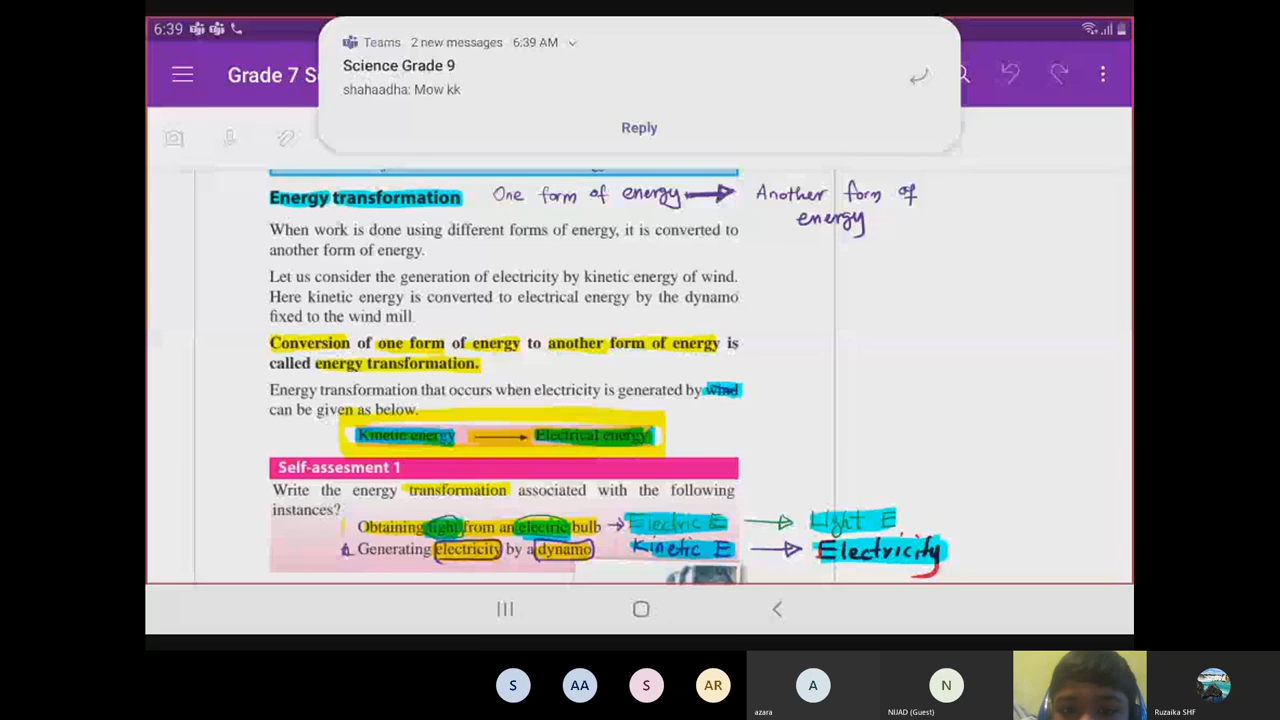 6:39
Teams 2 new messages 6:39 AM
Science Grade 9
shahaadha: Mow kk
Reply
Grade 7 S
Energy transformation One form of energy → Another form of
energy
When work is done using different forms of energy, it is converted to
another form of energy.
Let us consider the generation of electricity by kinetic energy of wind.
Here kinetic energy is converted to electrical energy by the dynamo
fixed to the wind mill.
Conversion of one form of energy to another form of energy is
called energy transformation.
Energy transformation that occurs when electricity is generated by wind
can be given as below.
Kinetic energy → Electrical energy
Self-assesment 1
Write the energy transformation associated with the following
instances?
Obtaining light from an electric bulb → Electric E → Light E
Generating electricity by a dynamo Kinetic E → Electricity
S AA S AR A N
azara NIJAD (Guest) Ruzaika SHF